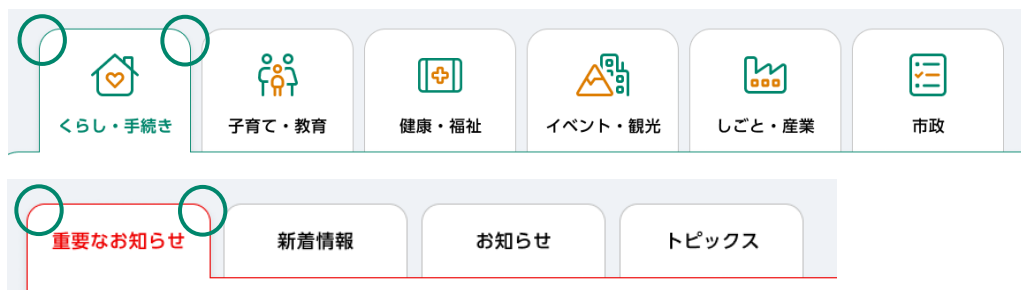 くらし・手続き
子育て・教育
健康・福祉
イベント・観光
しごと・産業
市政
重要なお知らせ
新着情報
お知らせ
トピックス